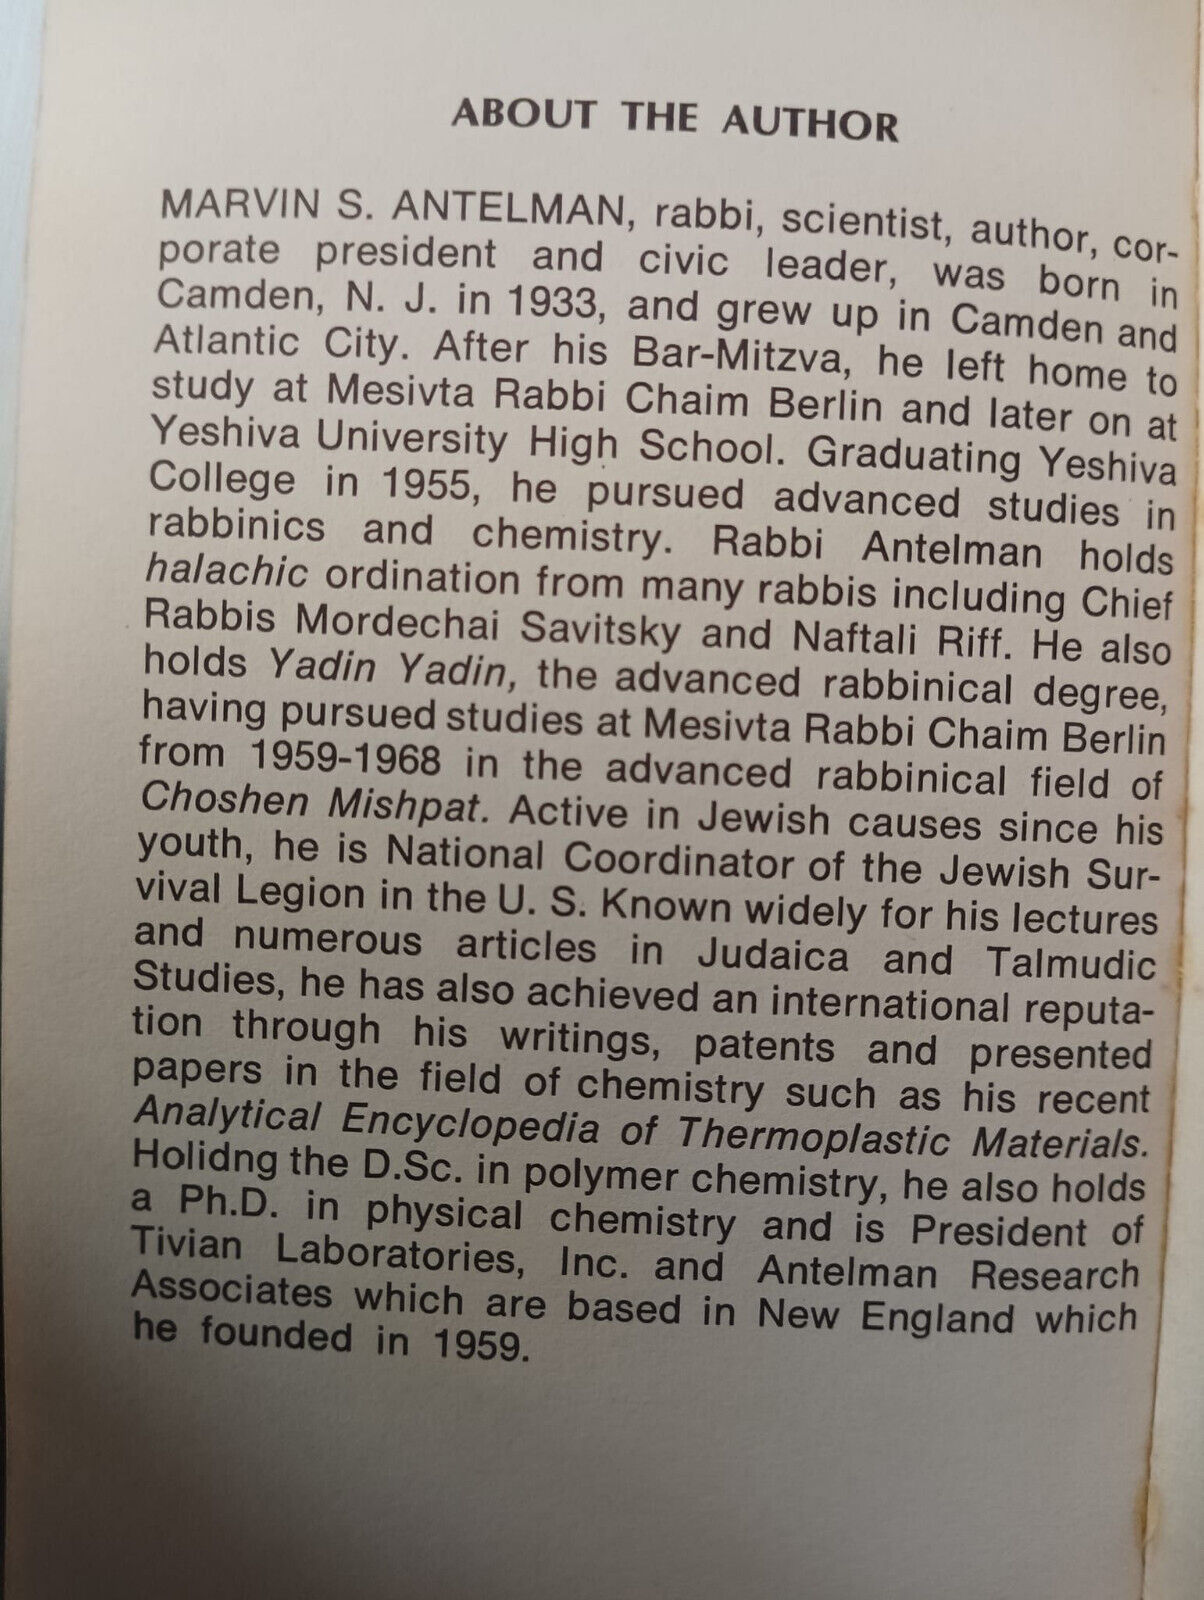 ABOUT THE AUTHOR
MARVIN S. ANTELMAN, rabbi, scientist, author, cor-
porate president and civic leader, was born in
Camden, N. J. in 1933, and grew up in Camden and
Atlantic City. After his Bar-Mitzva, he left home to
study at Mesivta Rabbi Chaim Berlin and later on at
Yeshiva University High School. Graduating Yeshiva
College in 1955, he pursued advanced studies in
rabbinics and chemistry. Rabbi Antelman holds
halachic ordination from many rabbis including Chief
Rabbis Mordechai Savitsky and Naftali Riff. He also
holds Yadin Yadin, the advanced rabbinical degree,
having pursued studies at Mesivta Rabbi Chaim Berlin
from 1959-1968 in the advanced rabbinical field of
Choshen Mishpat. Active in Jewish causes since his
youth, he is National Coordinator of the Jewish Sur-
vival Legion in the U. S. Known widely for his lectures
and numerous articles in Judaica and Talmudic
Studies, he has also achieved an international reputa-
tion through his writings, patents and presented
papers in the field of chemistry such as his recent
Analytical Encyclopedia of Thermoplastic Materials.
Holidng the D.Sc. in polymer chemistry, he also holds
a Ph.D. in physical chemistry and is President of
Tivian Laboratories, Inc. and Antelman Research
Associates which are based in New England which
he founded in 1959.